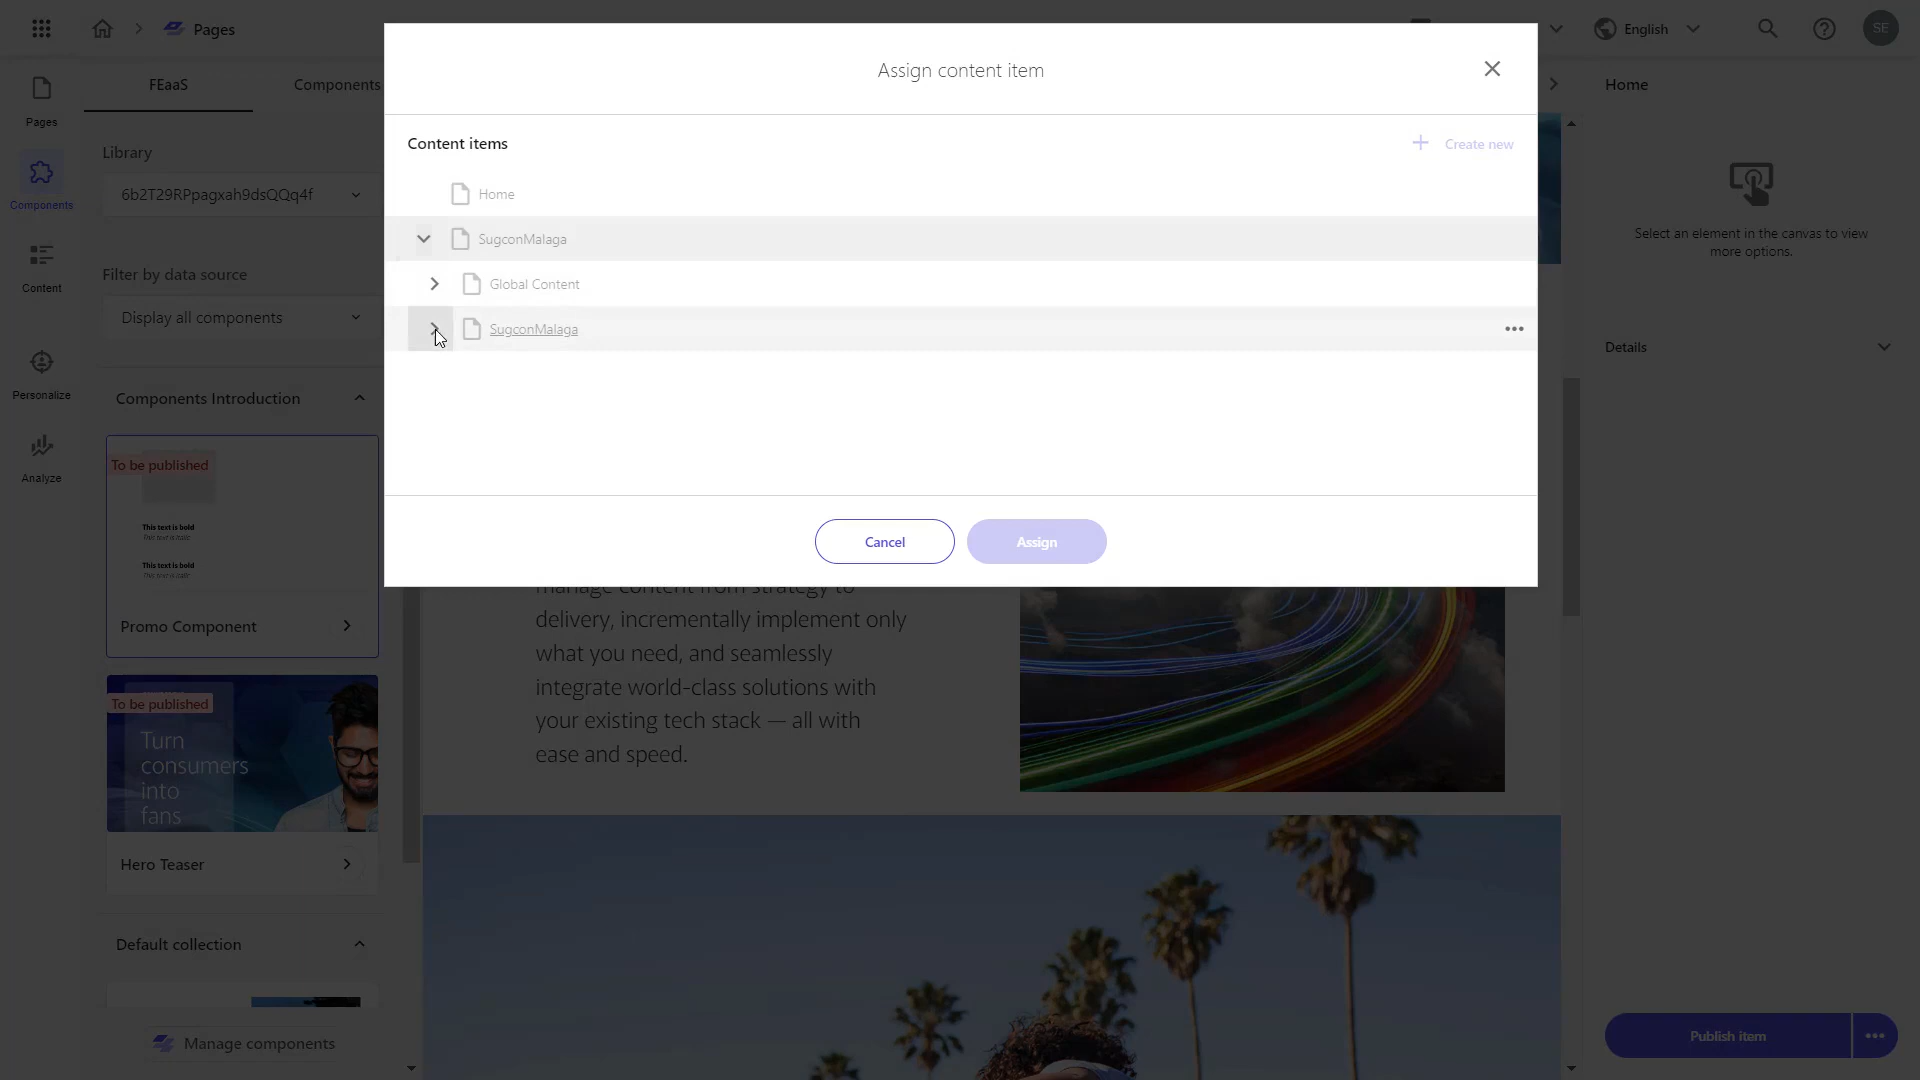 Pages
English
SE
Pages
Components
Content
Personalize
Analyze
FEaaS
Components
Library
6b2T29RPpagxah9dsQQq4f
Filter by data source
Display all components
Components Introduction
To be published
This text is bold
This text is italic
This text is bold
This text is italic
Promo Component
To be published
Turn
consumers
into
fans
Hero Teaser
Default collection
Manage components
Assign content item
Content items
Create new
Home
SugconMalaga
Global Content
SugconMalaga
Cancel
Assign
manage content from strategy to
delivery, incrementally implement only
what you need, and seamlessly
integrate world-class solutions with
your existing tech stack — all with
ease and speed.
Home
Select an element in the canvas to view
more options.
Details
Publish item